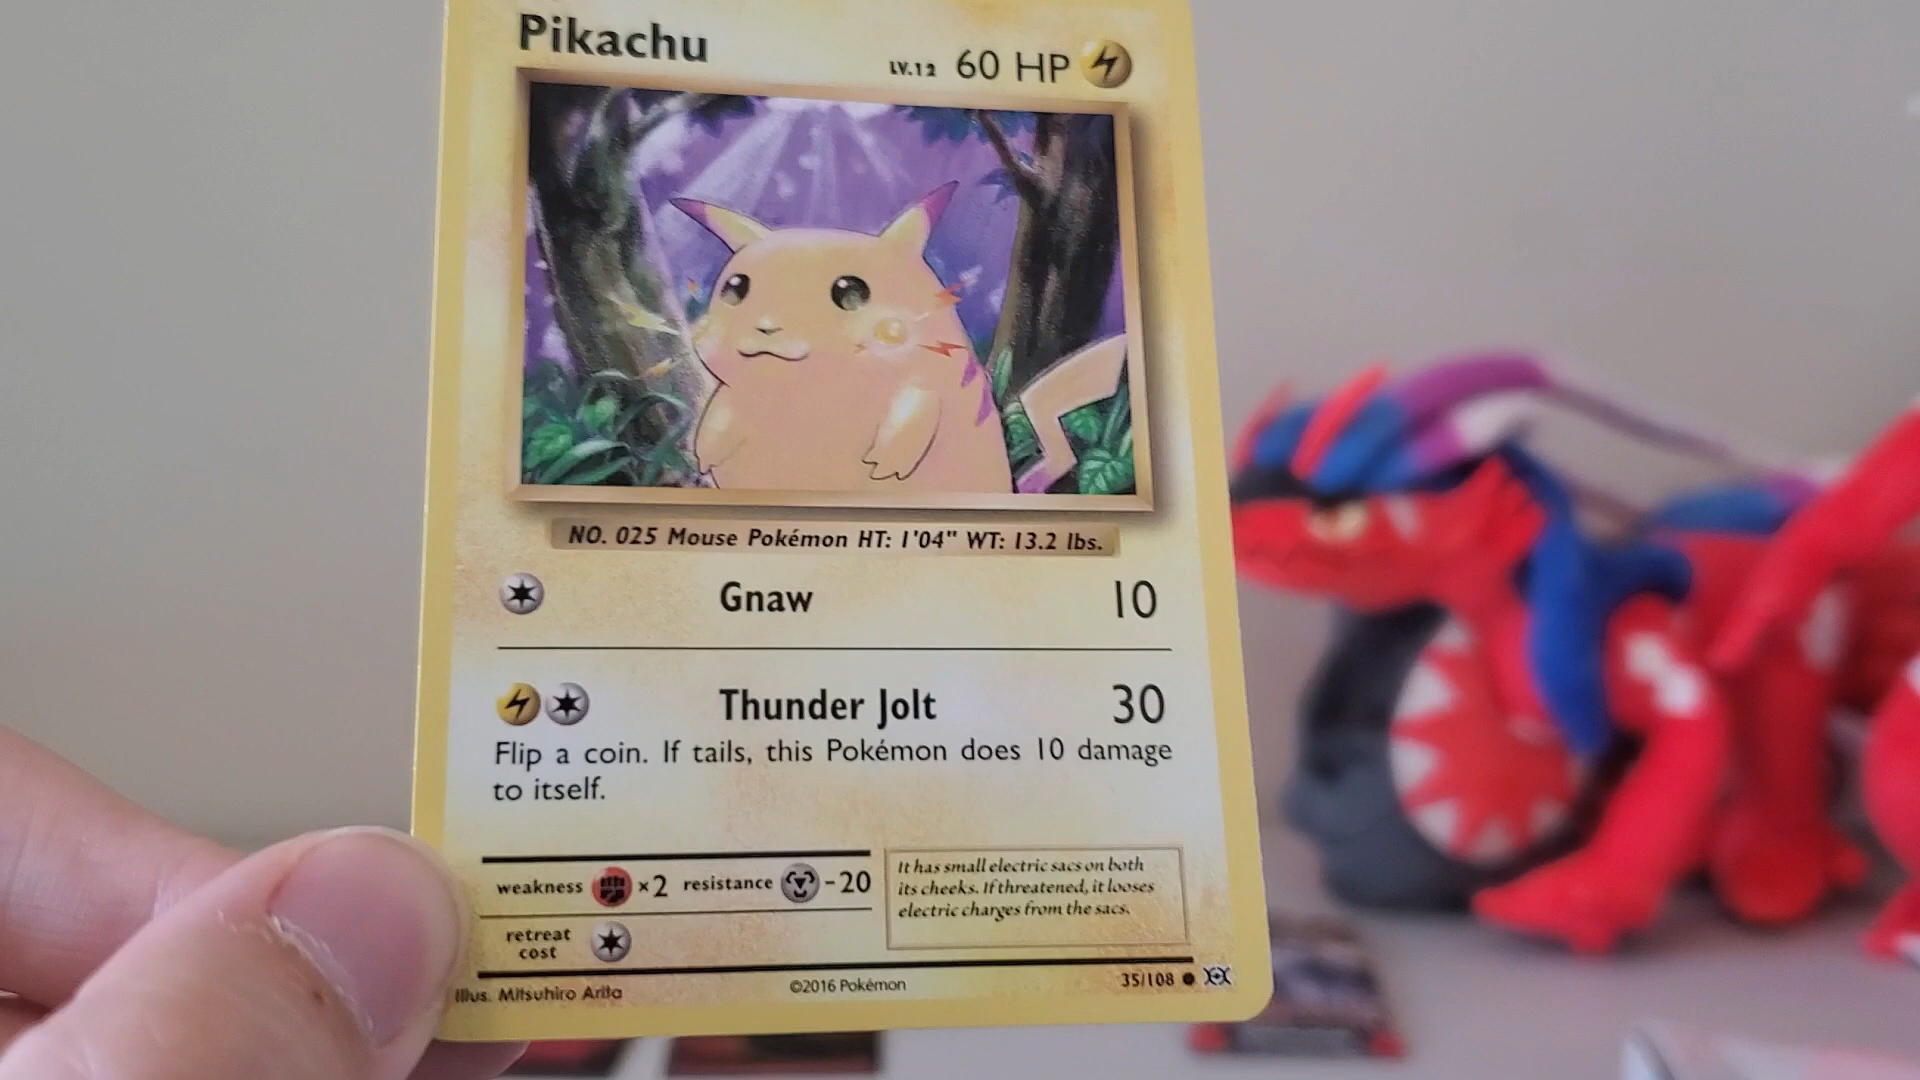 Pikachu
LV.12 60 HP
NO. 025 Mouse Pokémon HT: 1'04" WT: 13.2 lbs.
Gnaw 10
Thunder Jolt 30
Flip a coin. If tails, this Pokémon does 10 damage
to itself.
weakness ×2 resistance -20
retreat
cost
It has small electric sacs on both
its cheeks. If threatened, it looses
electric charges from the sacs.
Illus. Mitsuhiro Arita
©2016 Pokémon
35/108